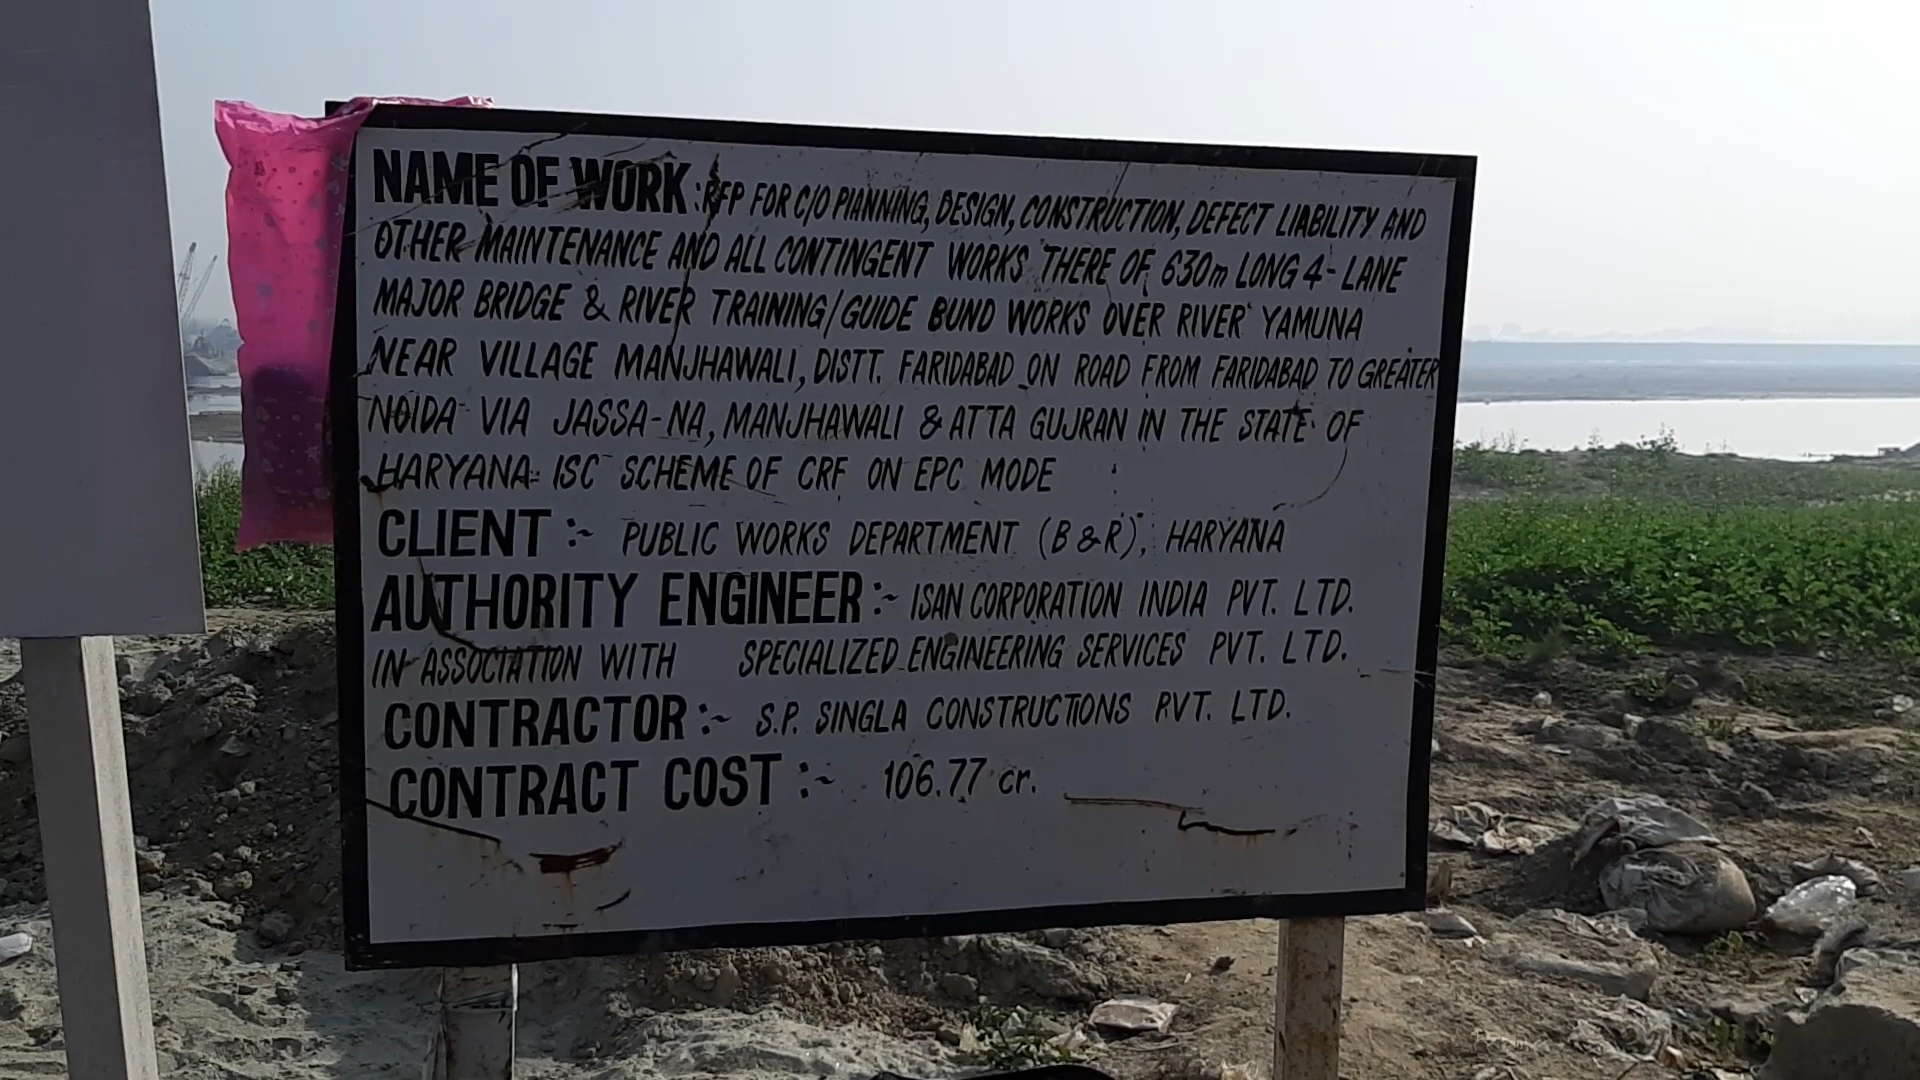 NAME OF WORK :RFP FOR C/O PlANNING, DESIGN, CONSTRUCTION, DEFECT LIABILITY AND
OTHER MAINTENANCE AND ALL CONTINGENT WORKS THERE OF 630m LONG 4-LANE
MAJOR BRIDGE & RIVER TRAINING/GUIDE BUND WORKS OVER RIVER YAMUNA
NEAR VILLAGE MANJHAWALI, DISTT. FARIDABAD ON ROAD FROM FARIDABAD TO GREATER
NOIDA VIA JASSA-NA, MANJHAWALI & ATTA GUJRAN IN THE STATE OF
HARYANA ISC SCHEME OF CRF ON EPC MODE
CLIENT :- PUBLIC WORKS DEPARTMENT (B &R), HARYANA
AUTHORITY ENGINEER :- ISAN CORPORATION INDIA PVT. LTD.
IN ASSOCIATION WITH SPECIALIZED ENGINEERING SERVICES PVT. LTD.
CONTRACTOR :- S.P. SINGLA CONSTRUCTIONS PVT. LTD.
CONTRACT COST :- 106.77 cr.